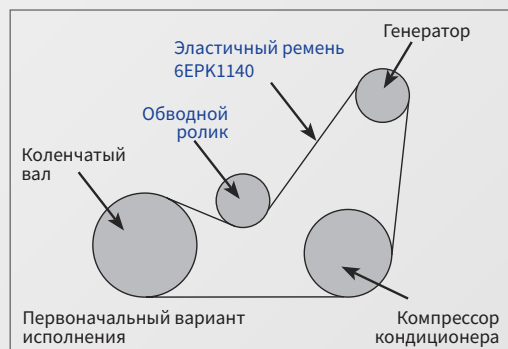 Генератор
Эластичный ремень
6EPK1140
Обводной
ролик
Коленчатый
вал
Первоначальный вариант
исполнения
Компрессор
кондиционера